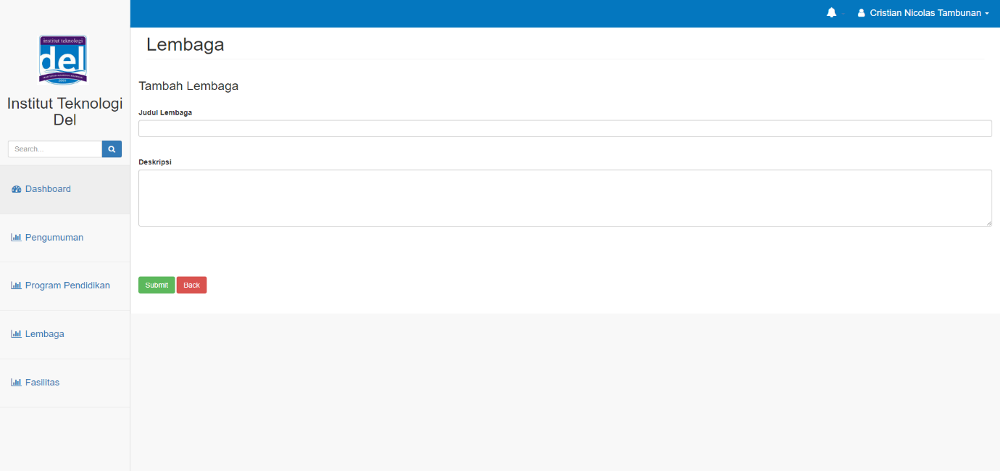 Cristian Nicolas Tambunan
institut teknologi
del
2001
Institut Teknologi
Del
Search...
Dashboard
Pengumuman
Program Pendidikan
Lembaga
Fasilitas
Lembaga
Tambah Lembaga
Judul Lembaga
Deskripsi
Submit Back